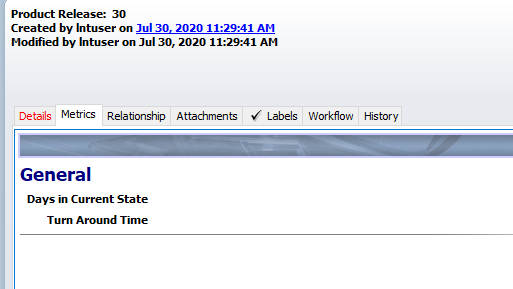 Product Release: 30
Created by lntuser on Jul 30, 2020 11:29:41 AM
Modified by lntuser on Jul 30, 2020 11:29:41 AM
Details Metrics Relationship Attachments Labels Workflow History
General
Days in Current State
Turn Around Time